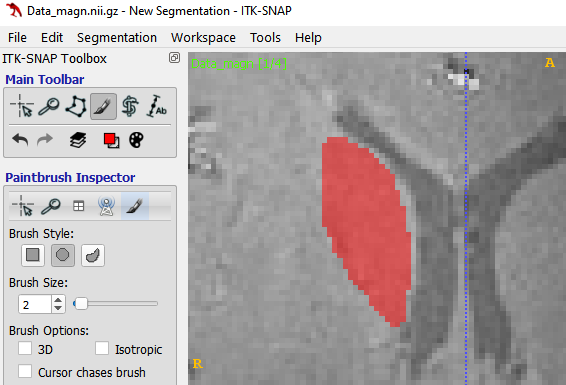 Data_magn.nii.gz - New Segmentation - ITK-SNAP
File Edit Segmentation Workspace Tools Help
ITK-SNAP Toolbox
Main Toolbar
Ab
Paintbrush Inspector
Brush Style:
Brush Size:
2
Brush Options:
3D Isotropic
Cursor chases brush
A
R